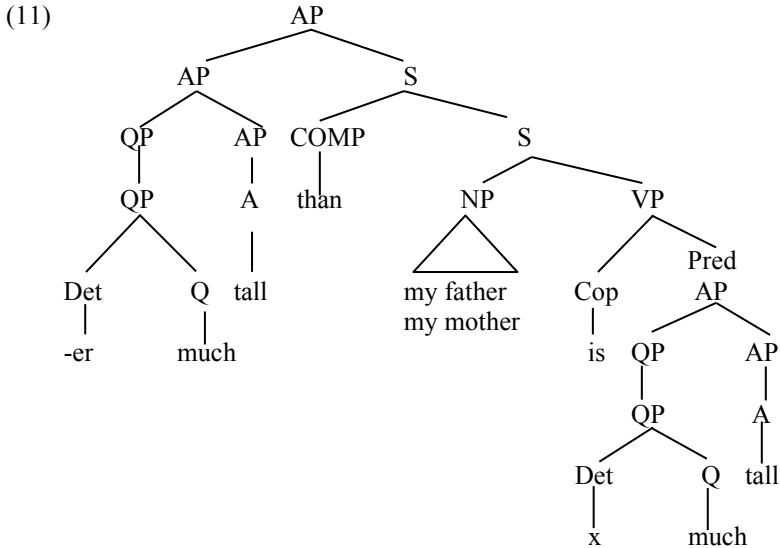 (11) AP
AP S
QP AP COMP S
QP A than NP VP
Pred
Det Q tall my father Cop AP
my mother
-er much is QP AP
QP A
Det Q tall
x much